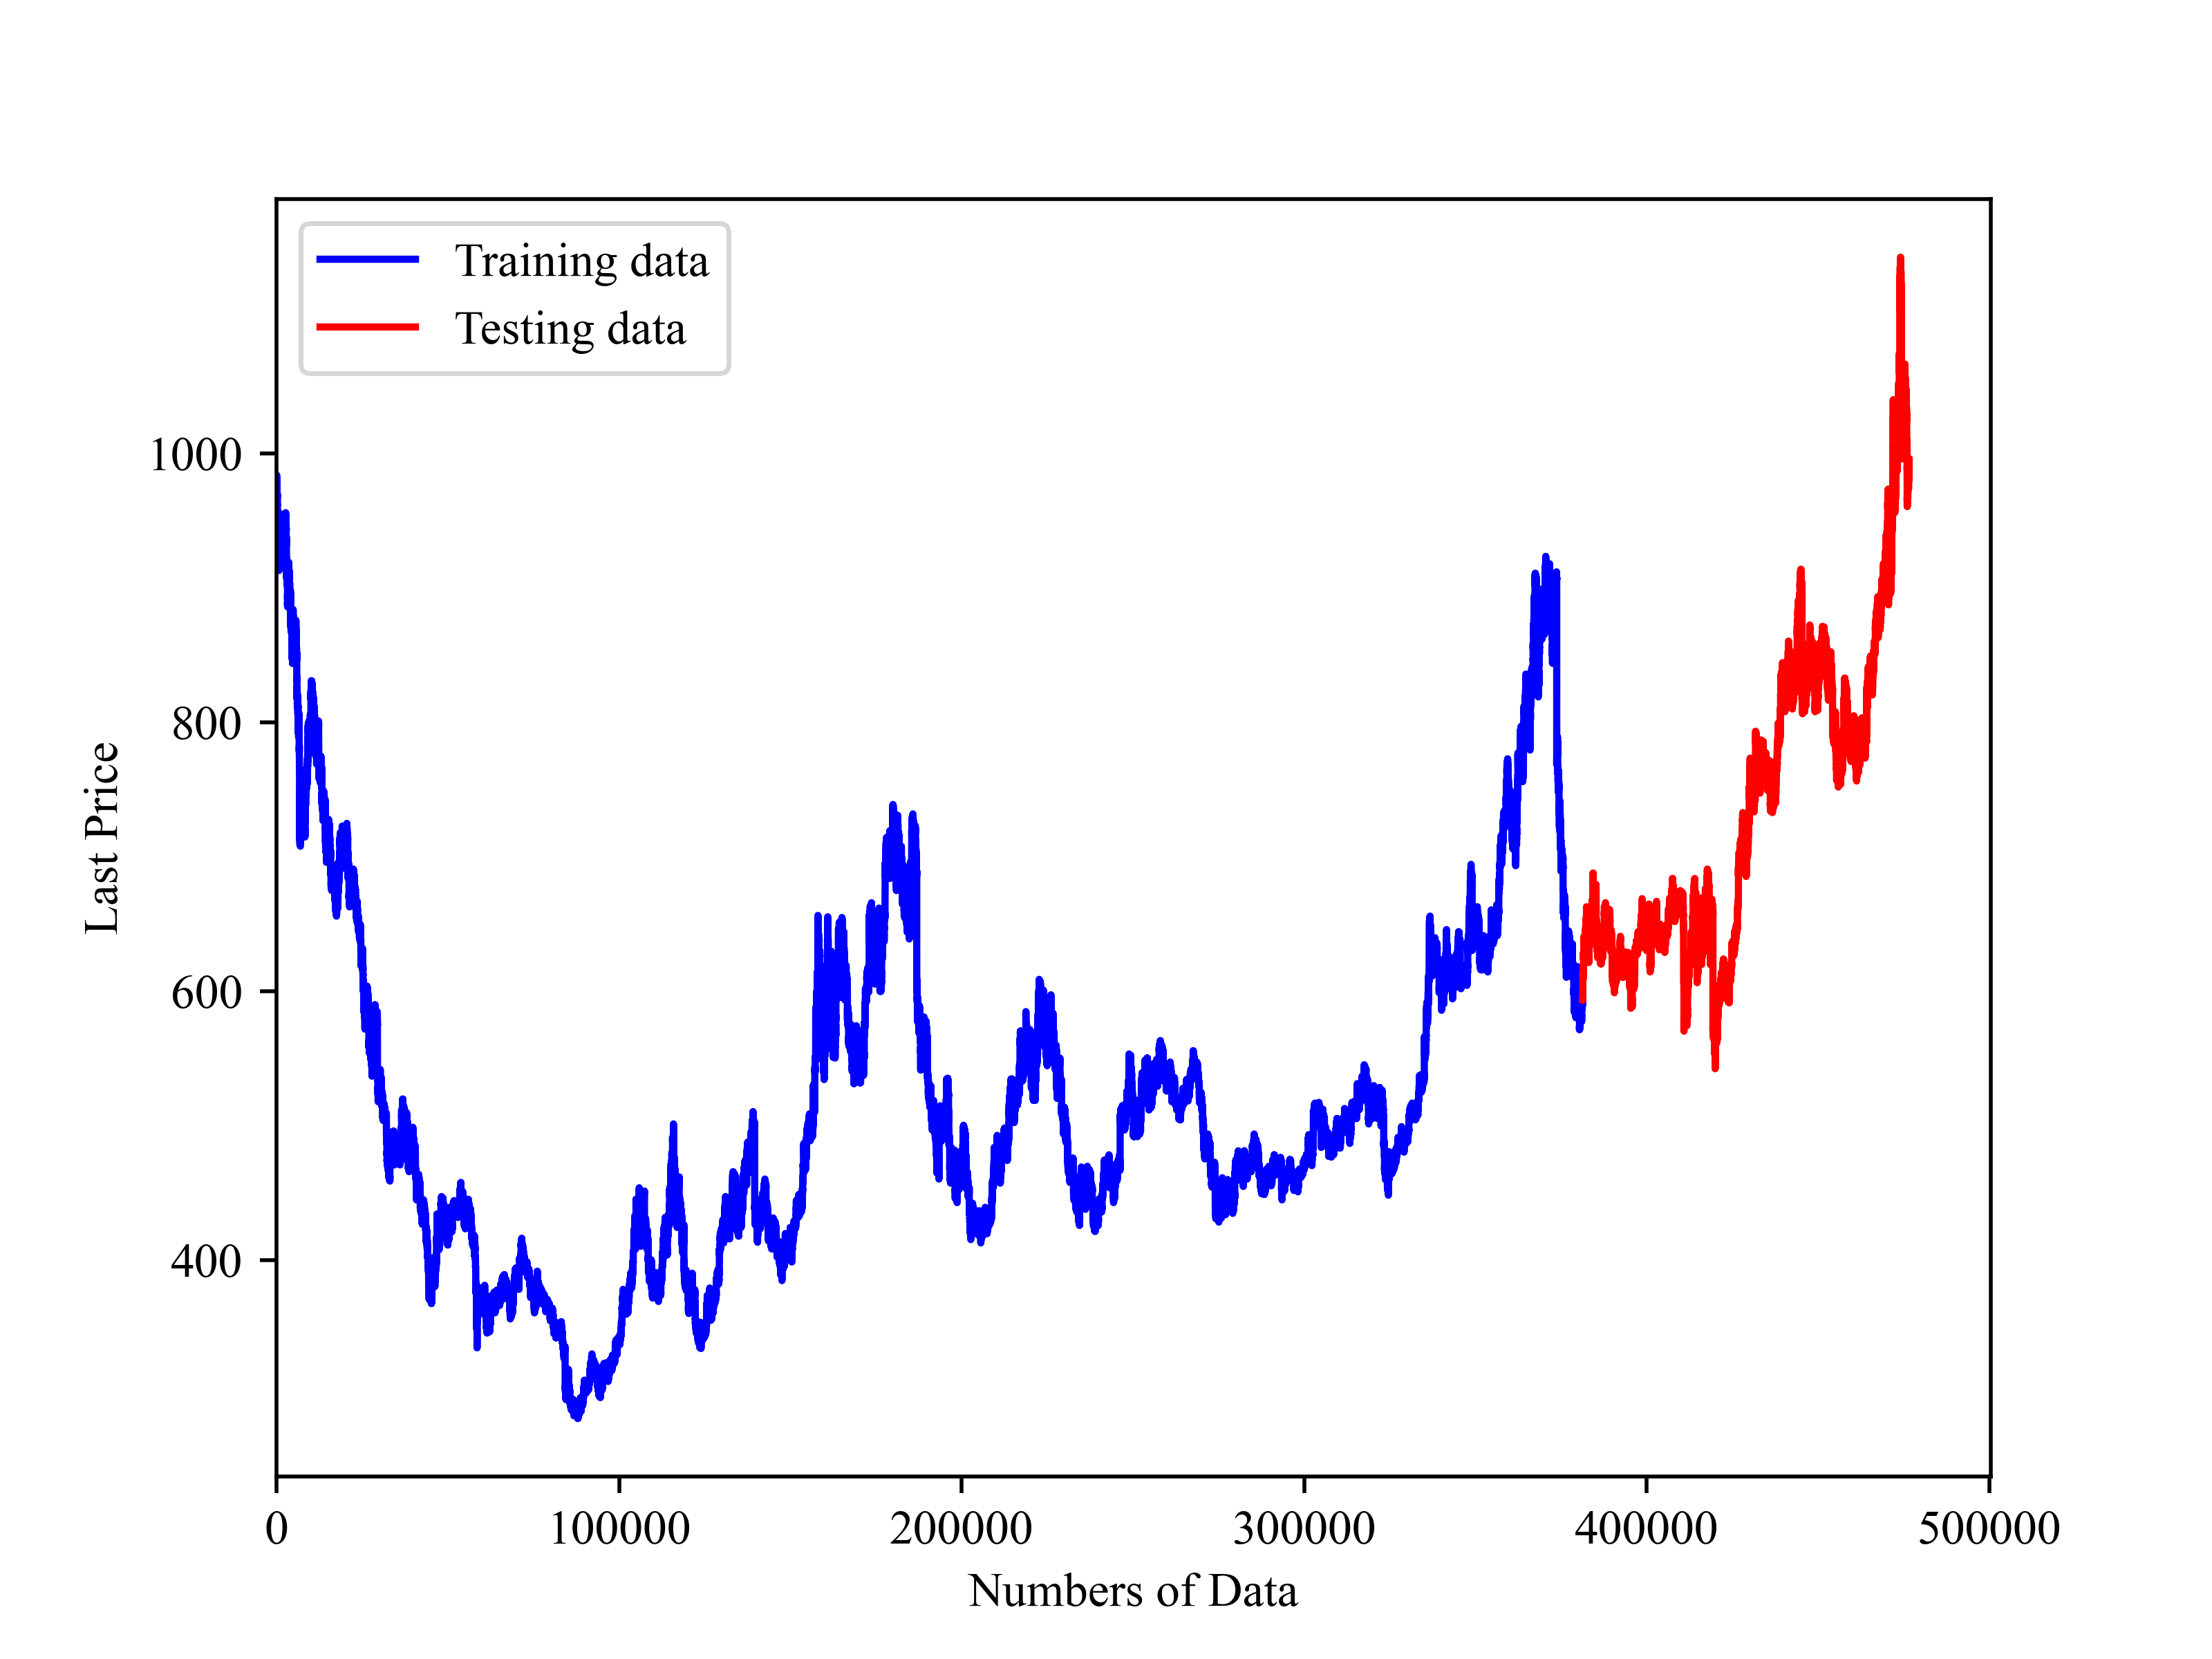 Training data
Testing data
1000
800
600
400
Last Price
0 100000 200000 300000 400000 500000
Numbers of Data